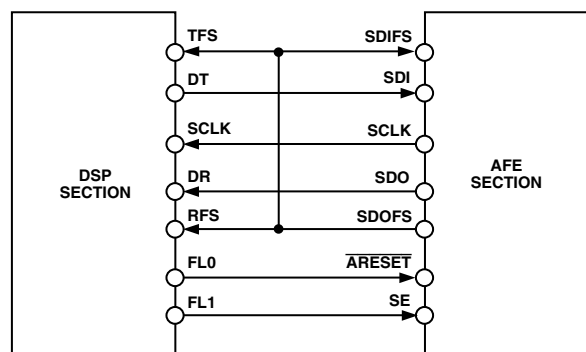 TFS SDIFS
DT SDI
SCLK SCLK
DSP
SECTION
AFE
SECTION
DR SDO
RFS SDOFS
FL0 ARESET
FL1 SE